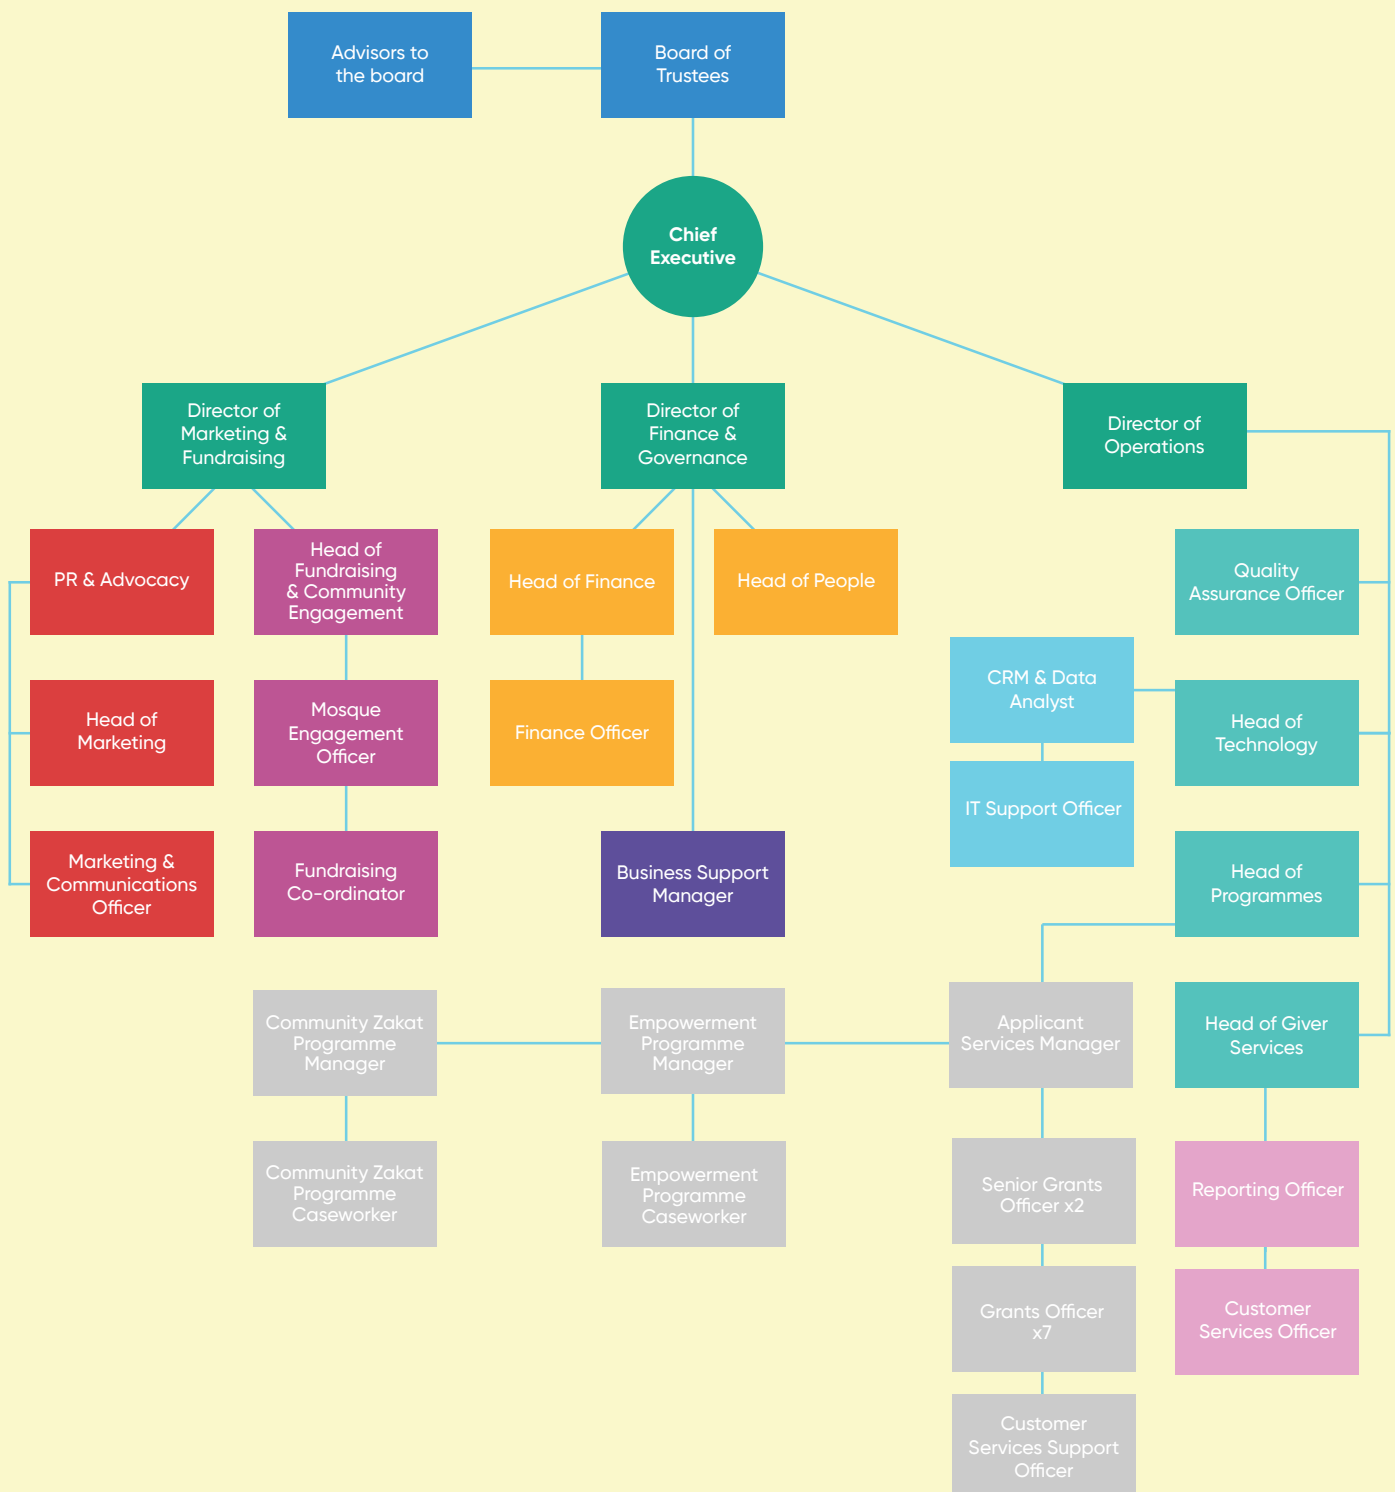 Advisors to
the board
Board of
Trustees
Chief
Executive
Director of
Marketing &
Fundraising
Director of
Finance &
Governance
Director of
Operations
PR & Advocacy
Head of
Fundraising
& Community
Engagement
Head of Finance
Head of People
Quality
Assurance Officer
CRM & Data
Analyst
Head of
Marketing
Mosque
Engagement
Officer
Finance Officer
Head of
Technology
IT Support Officer
Marketing &
Communications
Officer
Fundraising
Co-ordinator
Business Support
Manager
Head of
Programmes
Community Zakat
Programme
Manager
Empowerment
Programme
Manager
Applicant
Services Manager
Head of Giver
Services
Community Zakat
Programme
Caseworker
Empowerment
Programme
Caseworker
Senior Grants
Officer x2
Reporting Officer
Grants Officer
x7
Customer
Services Officer
Customer
Services Support
Officer